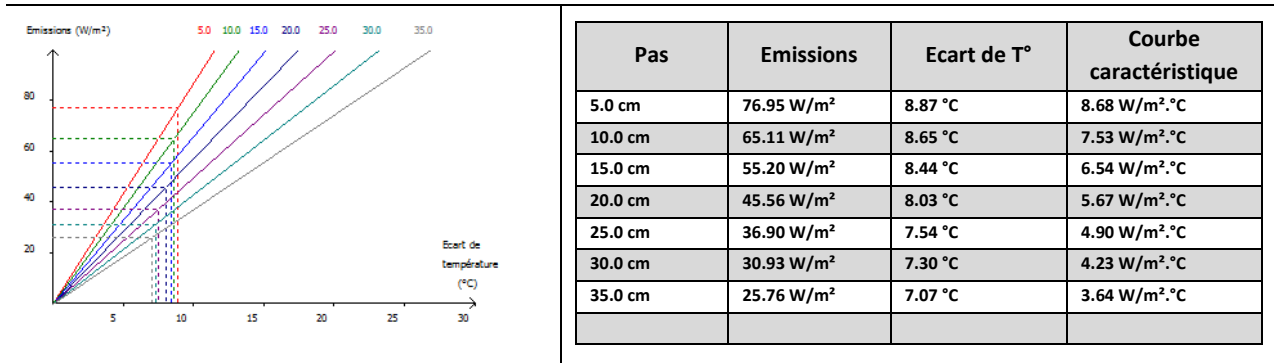 Emissions (W/m²) 5.0 10.0 15.0 20.0 25.0 30.0 35.0
80
60
40
20
Ecart de
température
(°C)
5 10 15 20 25 30
Pas Emissions Ecart de T° Courbe caractéristique
5.0 cm 76.95 W/m² 8.87 °C 8.68 W/m².°C
10.0 cm 65.11 W/m² 8.65 °C 7.53 W/m².°C
15.0 cm 55.20 W/m² 8.44 °C 6.54 W/m².°C
20.0 cm 45.56 W/m² 8.03 °C 5.67 W/m².°C
25.0 cm 36.90 W/m² 7.54 °C 4.90 W/m².°C
30.0 cm 30.93 W/m² 7.30 °C 4.23 W/m².°C
35.0 cm 25.76 W/m² 7.07 °C 3.64 W/m².°C